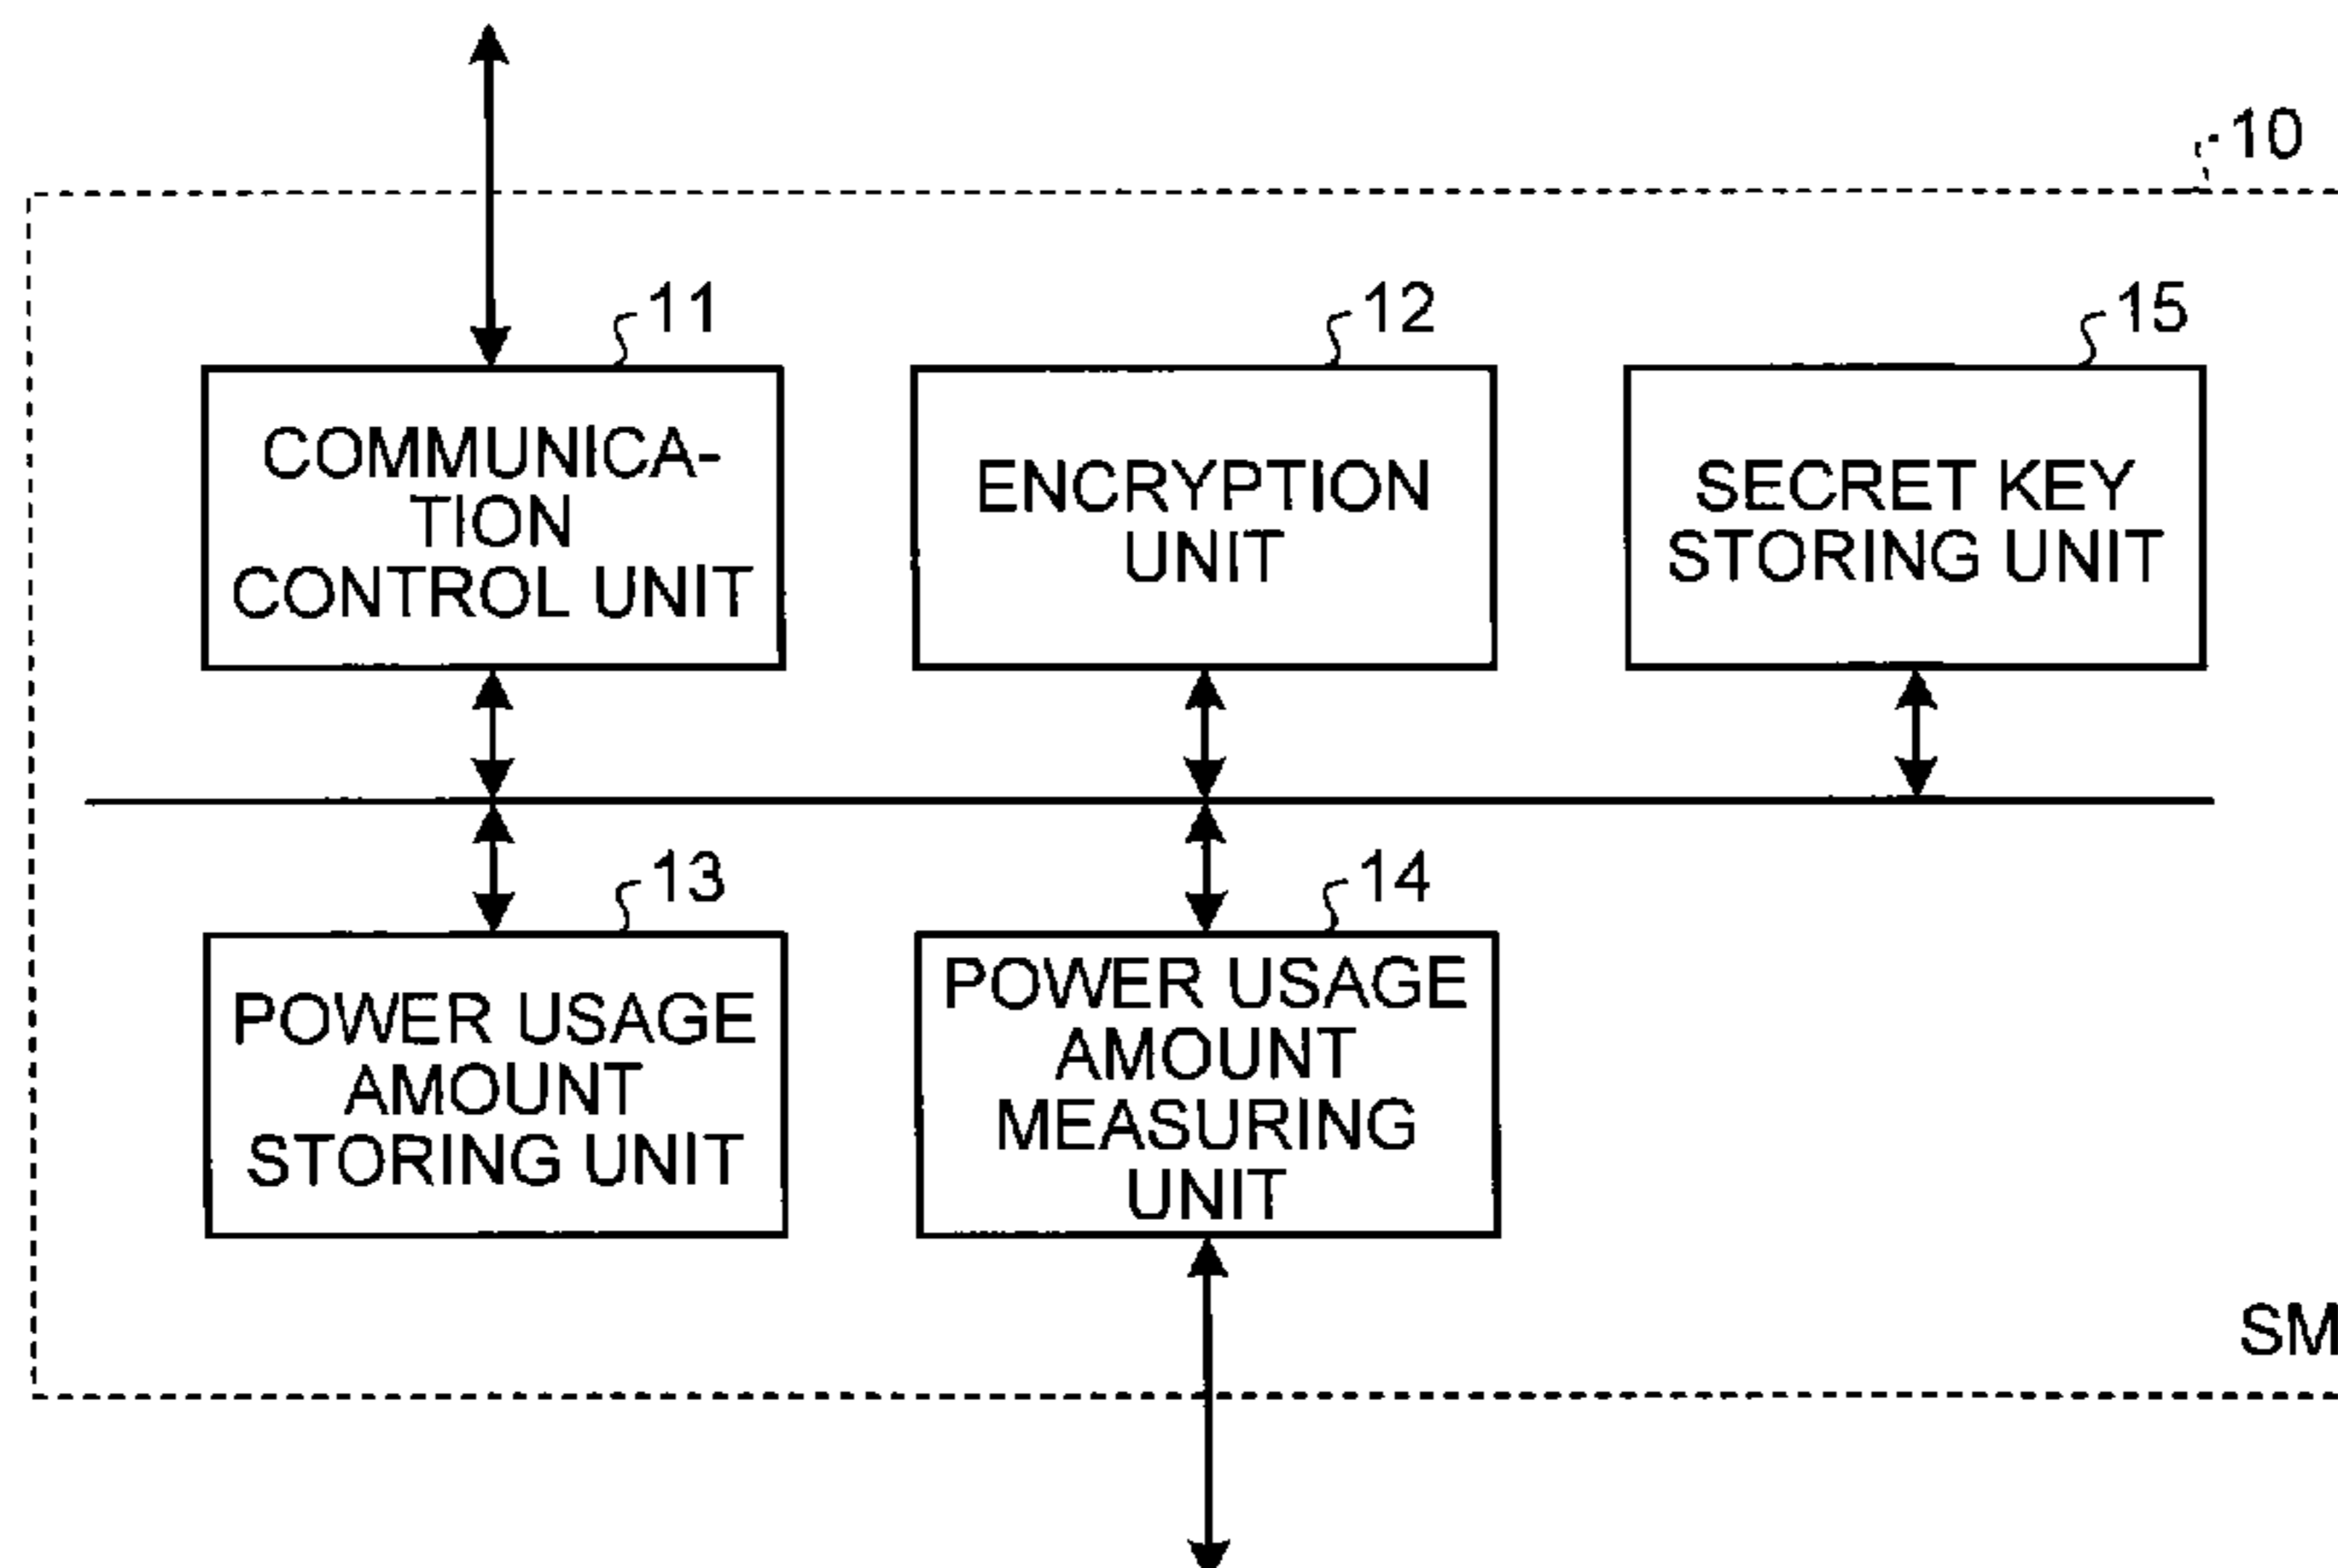 10
11
12
15
COMMUNICA-
TION
CONTROL UNIT
ENCRYPTION
UNIT
SECRET KEY
STORING UNIT
13
14
POWER USAGE
AMOUNT
STORING UNIT
POWER USAGE
AMOUNT
MEASURING
UNIT
SM